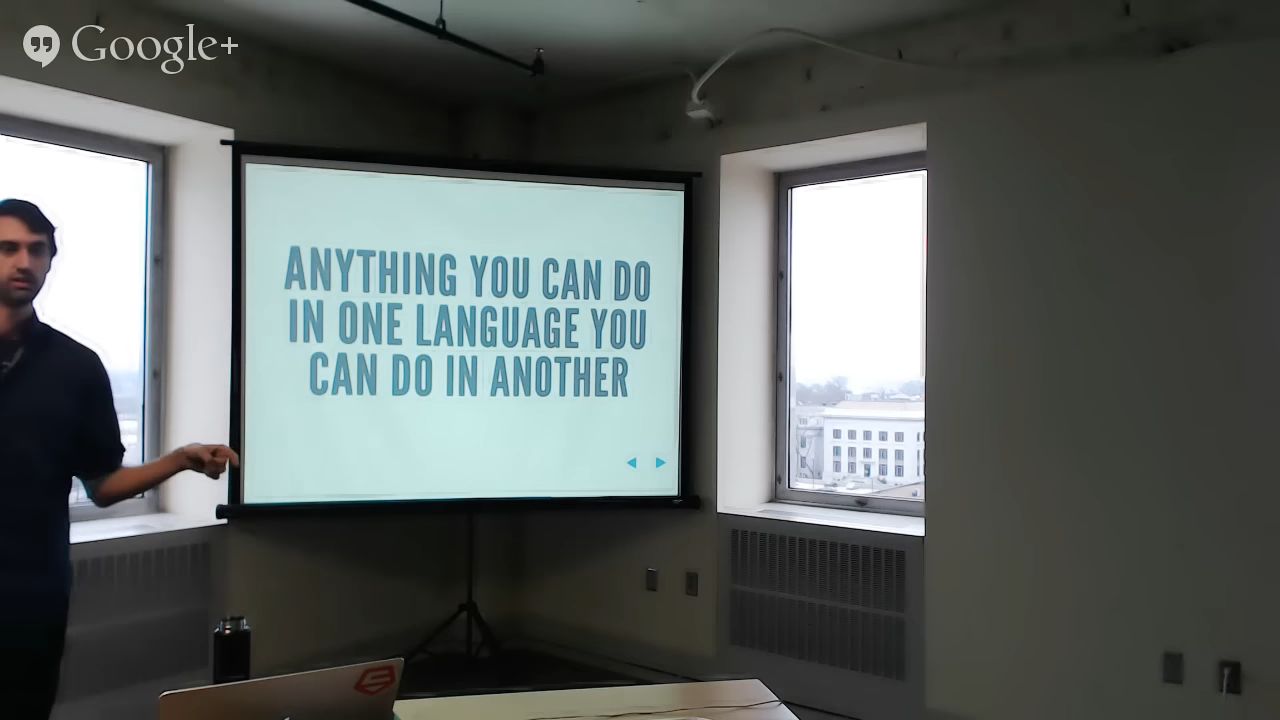 Google+
ANYTHING YOU CAN DO
IN ONE LANGUAGE YOU
CAN DO IN ANOTHER